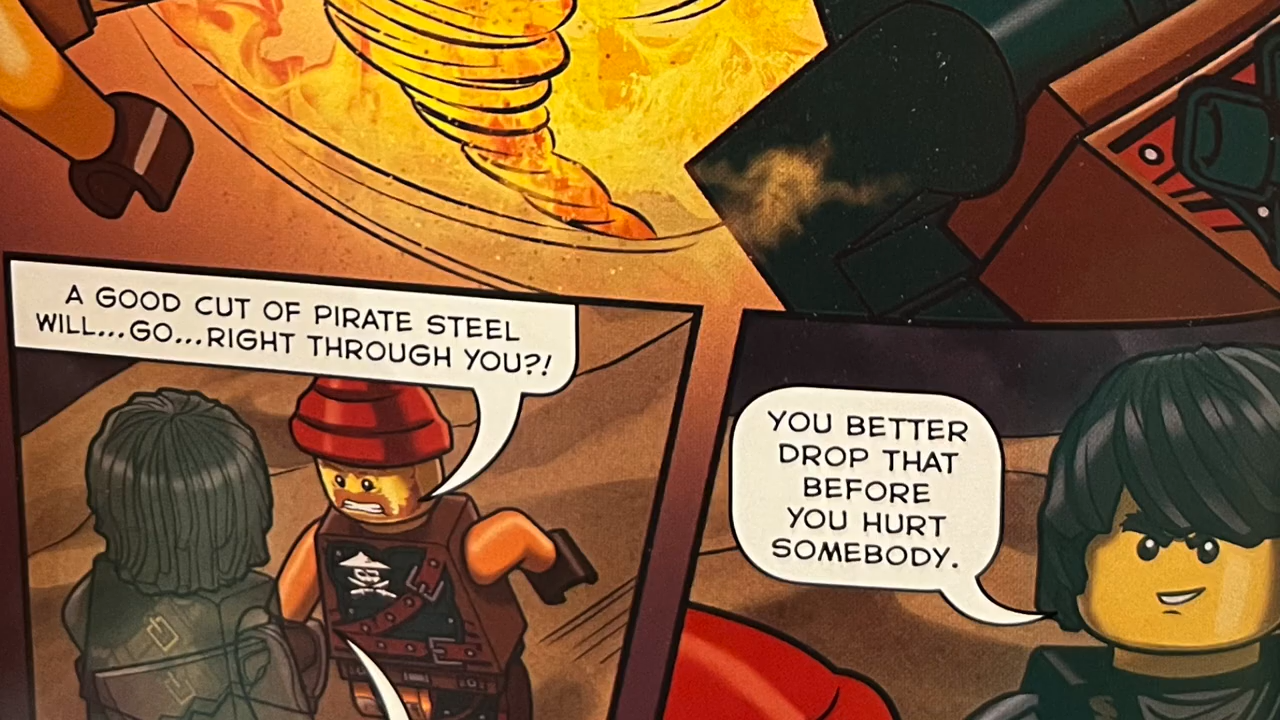 A GOOD CUT OF PIRATE STEEL
WILL...GO...RIGHT THROUGH YOU?!
YOU BETTER
DROP THAT
BEFORE
YOU HURT
SOMEBODY.